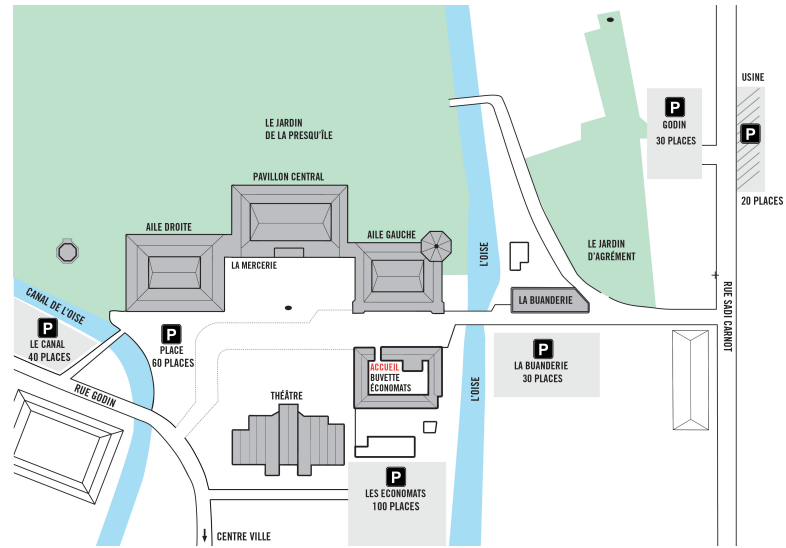 USINE
P
P
GODIN
30 PLACES
20 PLACES
LE JARDIN
DE LA PRESQU'ÎLE
PAVILLON CENTRAL
AILE DROITE
AILE GAUCHE
LA MERCERIE
L'OISE
LE JARDIN
D'AGRÉMENT
RUE SADI CARNOT
CANAL DE L'OISE
LA BUANDERIE
P
LE CANAL
40 PLACES
P
PLACE
60 PLACES
P
LA BUANDERIE
30 PLACES
ACCUEIL
BUVETTE
ÉCONOMATS
RUE GODIN
THÉÂTRE
L'OISE
P
LES ECONOMATS
100 PLACES
CENTRE VILLE